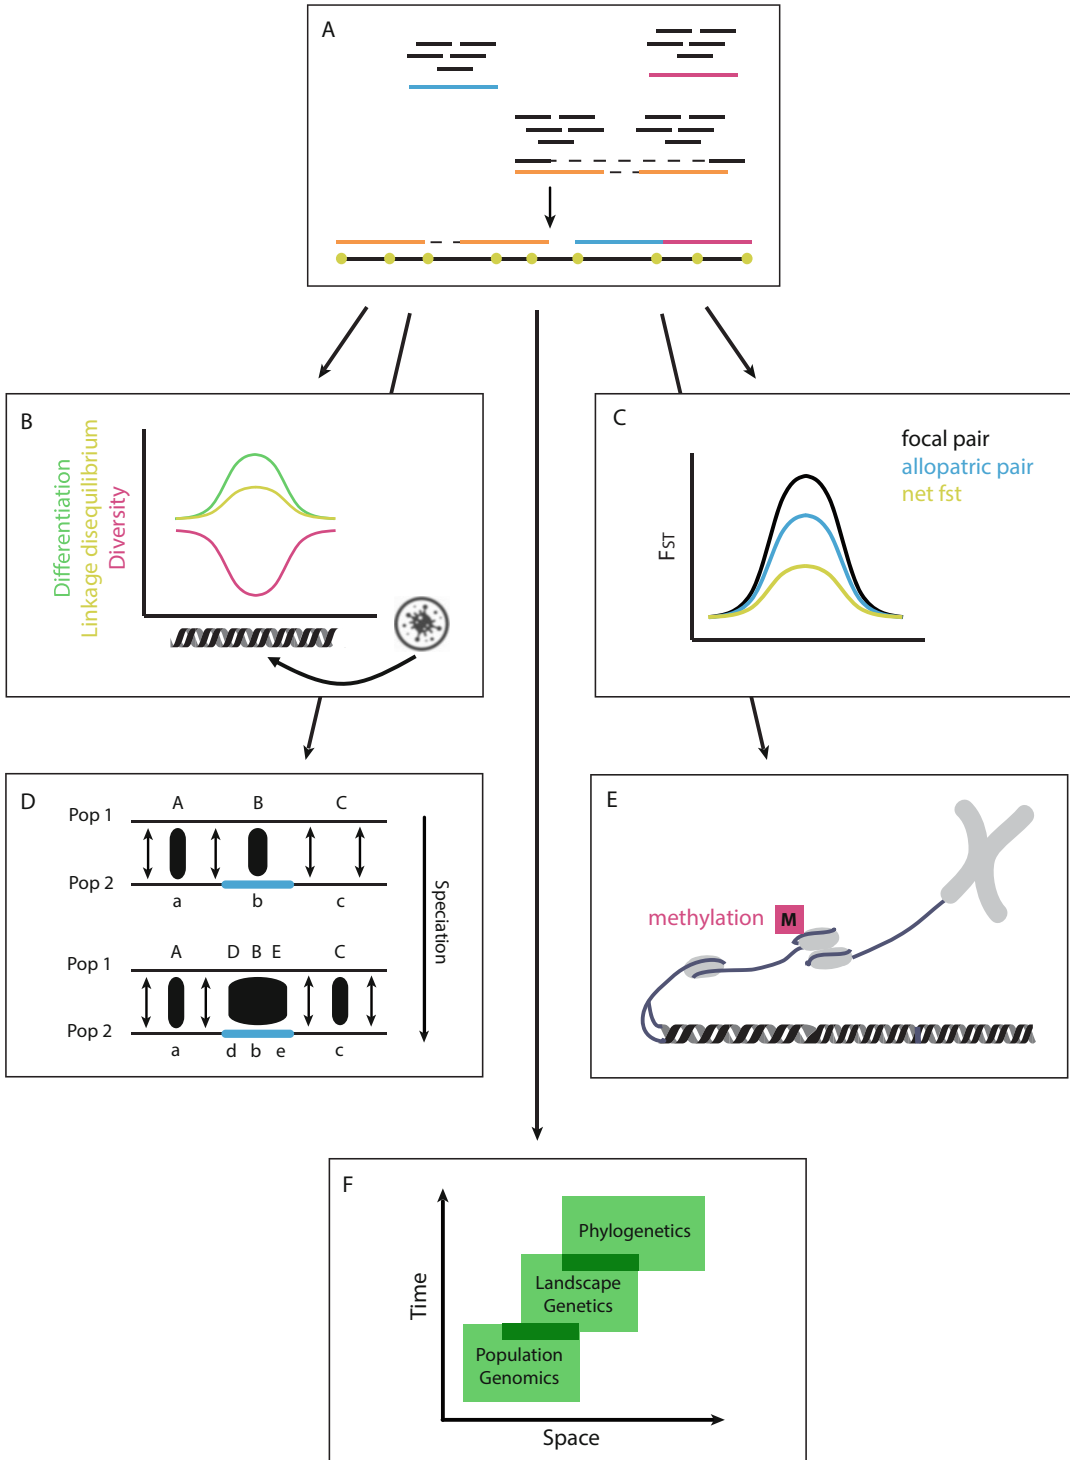 A
B
Differentiation
Linkage disequilibrium
Diversity
C
focal pair
allopatric pair
net fst
FST
D
A B C
Pop 1
Pop 2
a b c
A D B E C
Pop 1
Pop 2
a d b e c
Speciation
E
methylation M
F
Time
Phylogenetics
Landscape
Genetics
Population
Genomics
Space